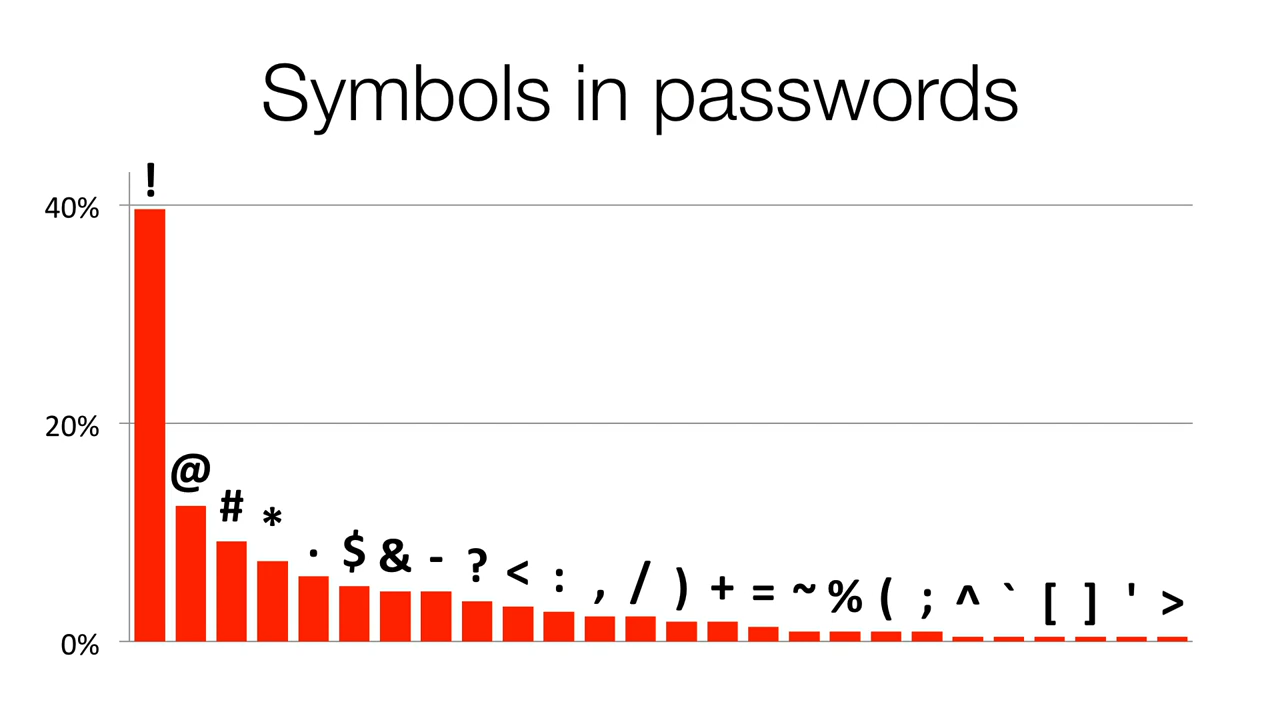 Symbols in passwords
40%
20%
0%
! @ # * . $ & - ? < : , / ) + = ~ % ( ; ^ ` [ ] ' >